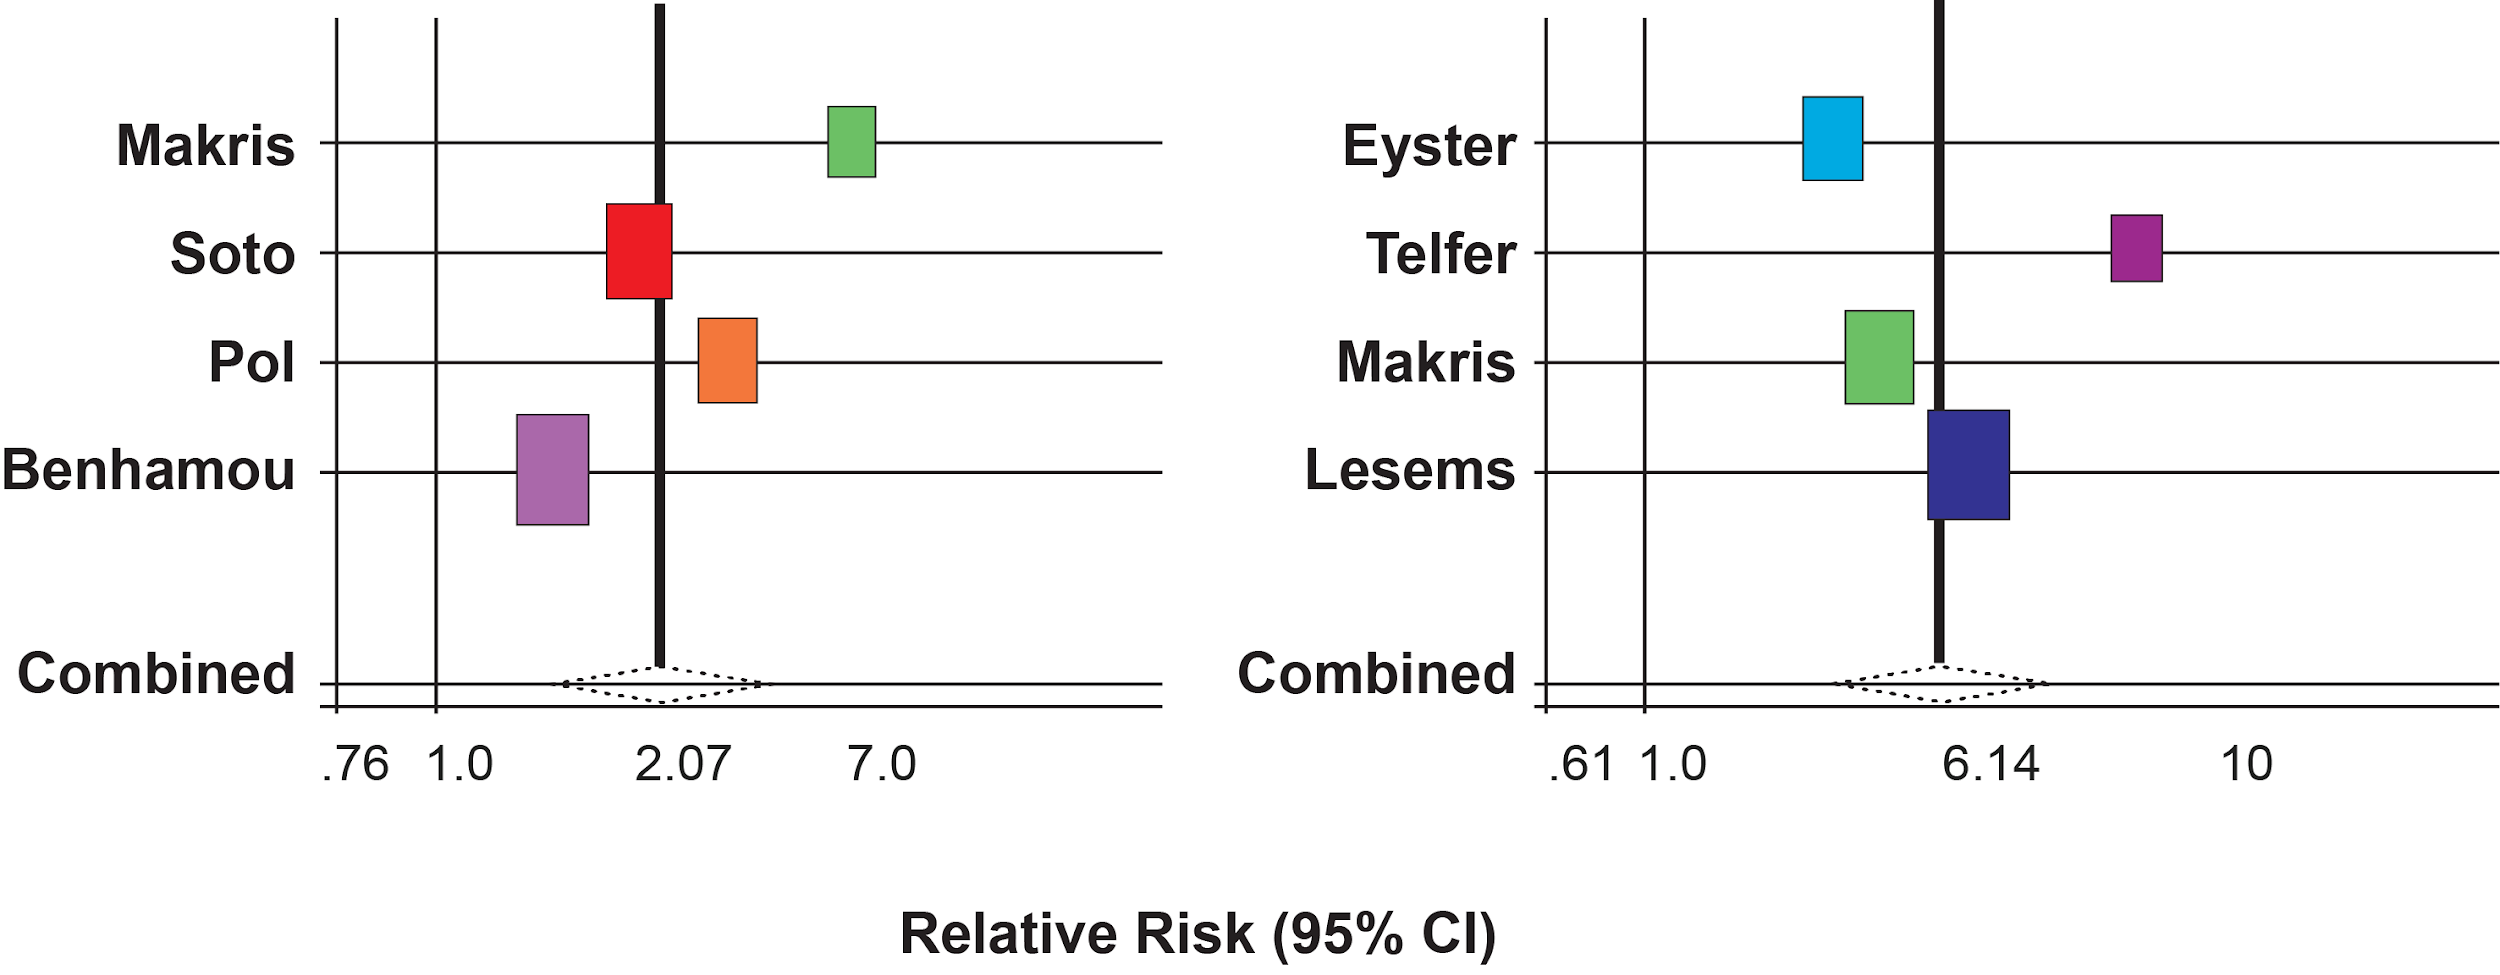 Makris
Soto
Pol
Benhamou
Combined
.76 1.0 2.07 7.0
Eyster
Telfer
Makris
Lesems
Combined
.61 1.0 6.14 10
Relative Risk (95% CI)